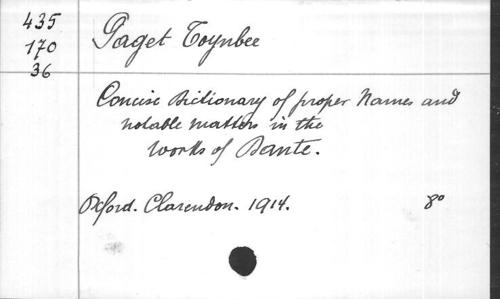 435
170
36
Paget Toynbee
Concise Dictionary of proper Names and
notable matters in the
works of Dante.
Oxford. Clarendon. 1914. 8°